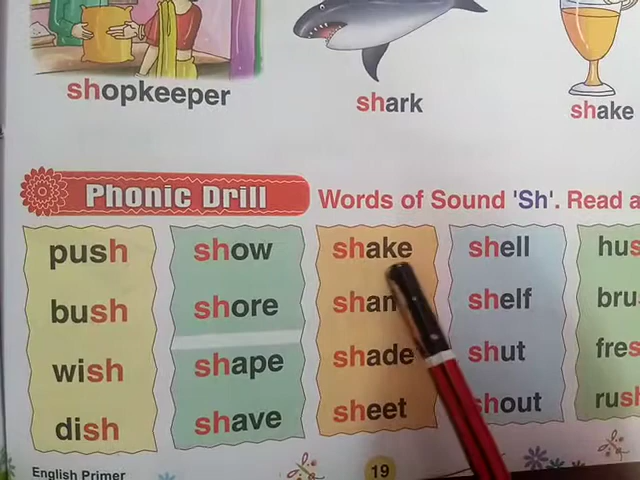 shopkeeper
shark
shake
Phonic Drill
Words of Sound 'Sh'. Read
push
bush
wish
dish
show
shore
shape
shave
shake
shade
sheet
shell
shelf
shut
shout
English Primer
19